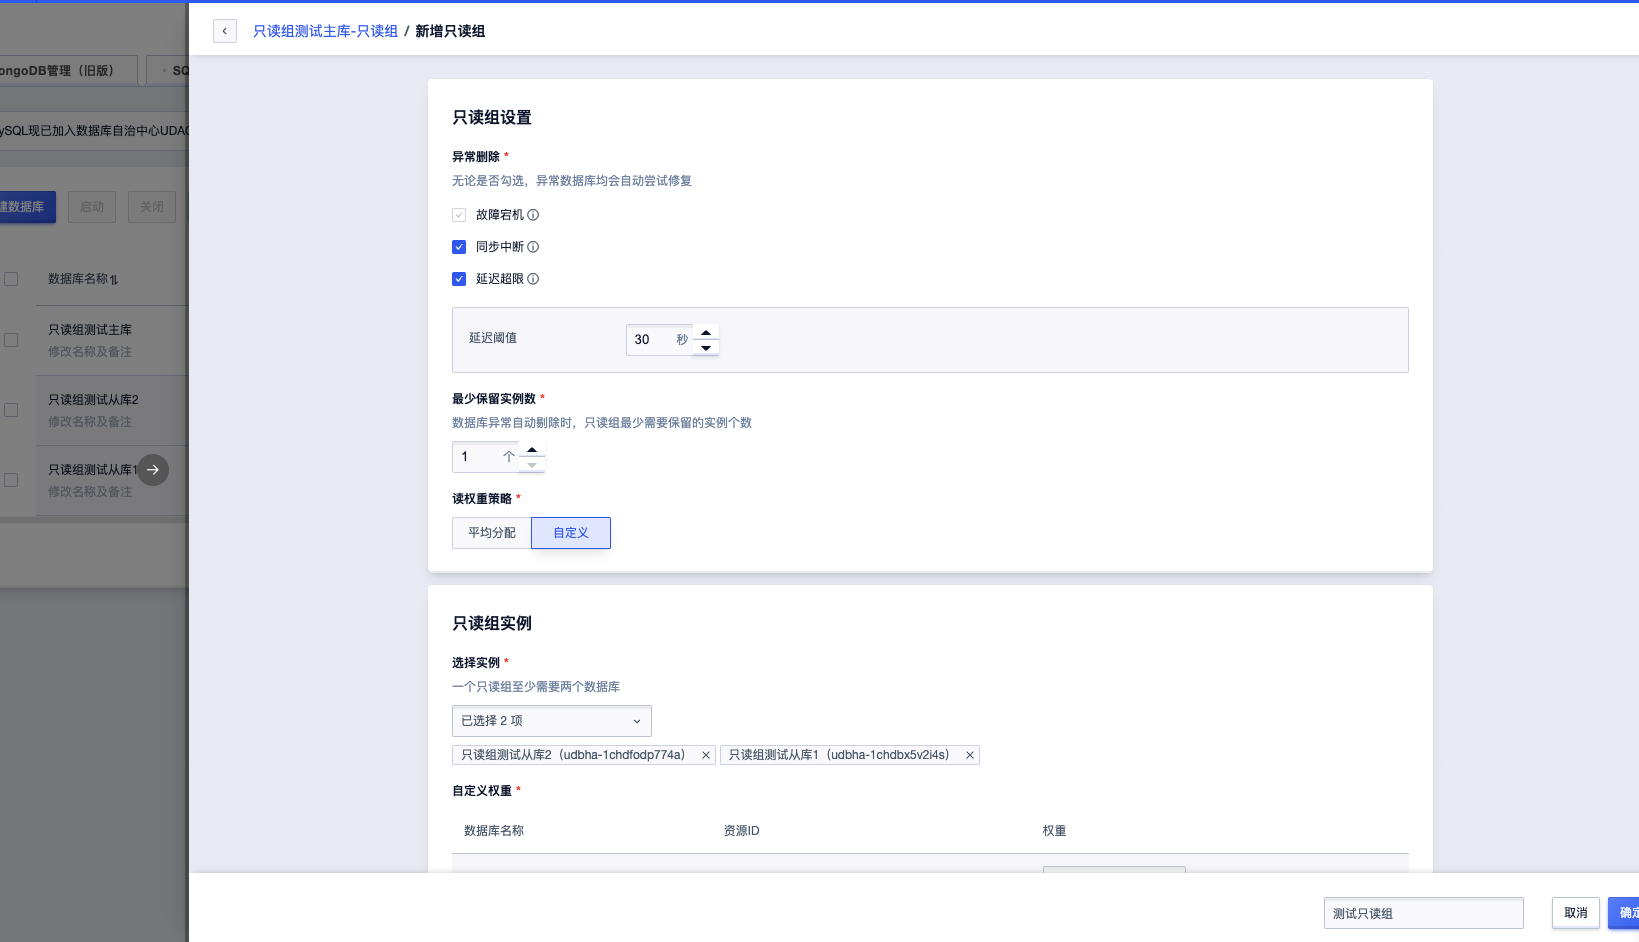 只读组测试主库-只读组 / 新增只读组
ongoDB管理（旧版）
SQ
ySQL现已加入数据库自治中心UDAC
建数据库
启动
关闭
数据库名称
只读组测试主库
修改名称及备注
只读组测试从库2
修改名称及备注
只读组测试从库1
修改名称及备注
只读组设置
异常删除 *
无论是否勾选，异常数据库均会自动尝试修复
故障宕机
同步中断
延迟超限
延迟阈值 30 秒
最少保留实例数 *
数据库异常自动剔除时，只读组最少需要保留的实例个数
1 个
读权重策略 *
平均分配 自定义
只读组实例
选择实例 *
一个只读组至少需要两个数据库
已选择 2 项
只读组测试从库2（udbha-1chdfodp774a） 只读组测试从库1（udbha-1chdbx5v2i4s）
自定义权重 *
数据库名称 资源ID 权重
测试只读组 取消 确定